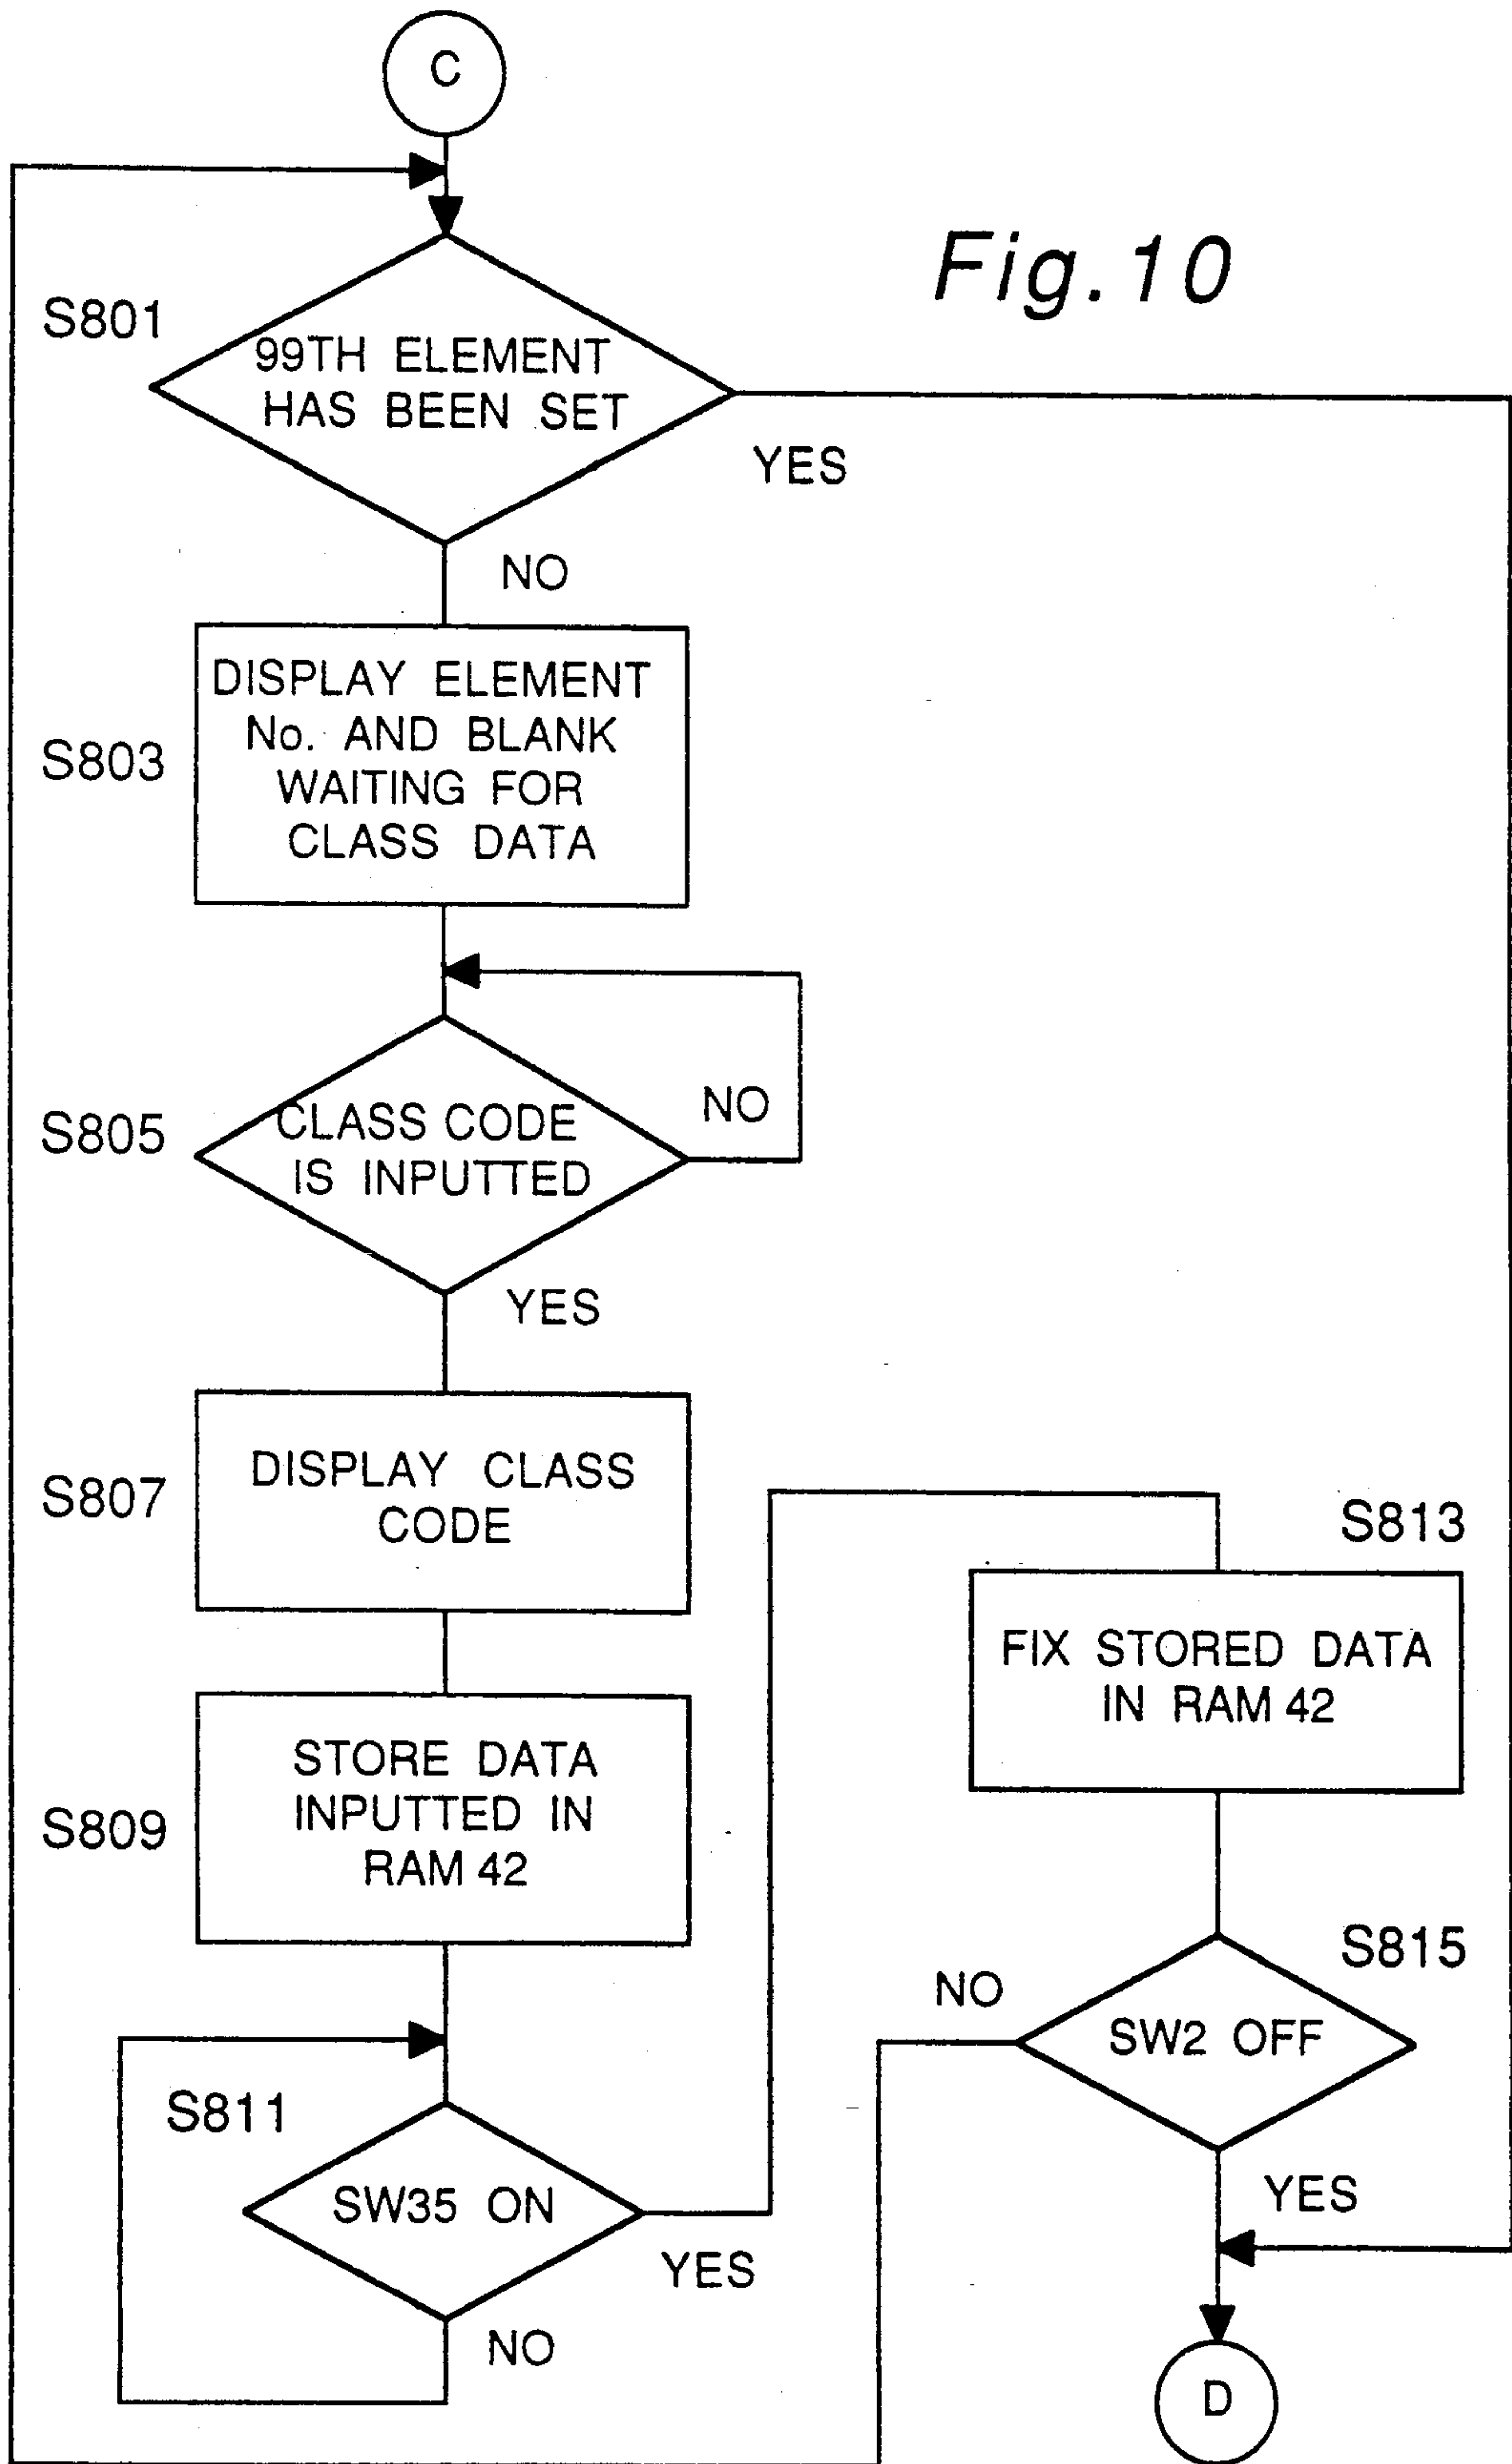 C
Fig.10
S801
99TH ELEMENT
HAS BEEN SET
YES
NO
S803
DISPLAY ELEMENT
No. AND BLANK
WAITING FOR
CLASS DATA
S805
CLASS CODE
IS INPUTTED
NO
YES
S807
DISPLAY CLASS
CODE
S809
STORE DATA
INPUTTED IN
RAM 42
S811
SW35 ON
YES
NO
S813
FIX STORED DATA
IN RAM 42
S815
SW2 OFF
NO
YES
D